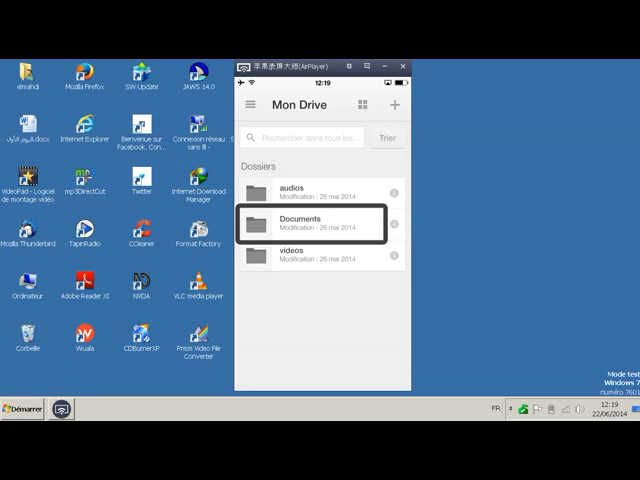 苹果录屏大师(AirPlayer)
12:19
Mon Drive
Rechercher dans tous les...
Trier
Dossiers
audios
Modification : 26 mai 2014
Documents
Modification : 26 mai 2014
videos
Modification : 26 mai 2014
elmahdi
Mozilla Firefox
SW Update
JAWS 14.0
اليوم الأول.docx
Internet Explorer
Bienvenue sur
Facebook. Con...
Connexion réseau
sans fil -
VideoPad - Logiciel
de montage vidéo
mp3DirectCut
Twitter
Internet Download
Manager
Mozilla Thunderbird
TapinRadio
CCleaner
Format Factory
Ordinateur
Adobe Reader XI
NVDA
VLC media player
Corbeille
Wuala
CDBurnerXP
Prism Video File
Converter
Mode test
Windows 7
numéro 7601
Démarrer
FR
12:19
22/06/2014